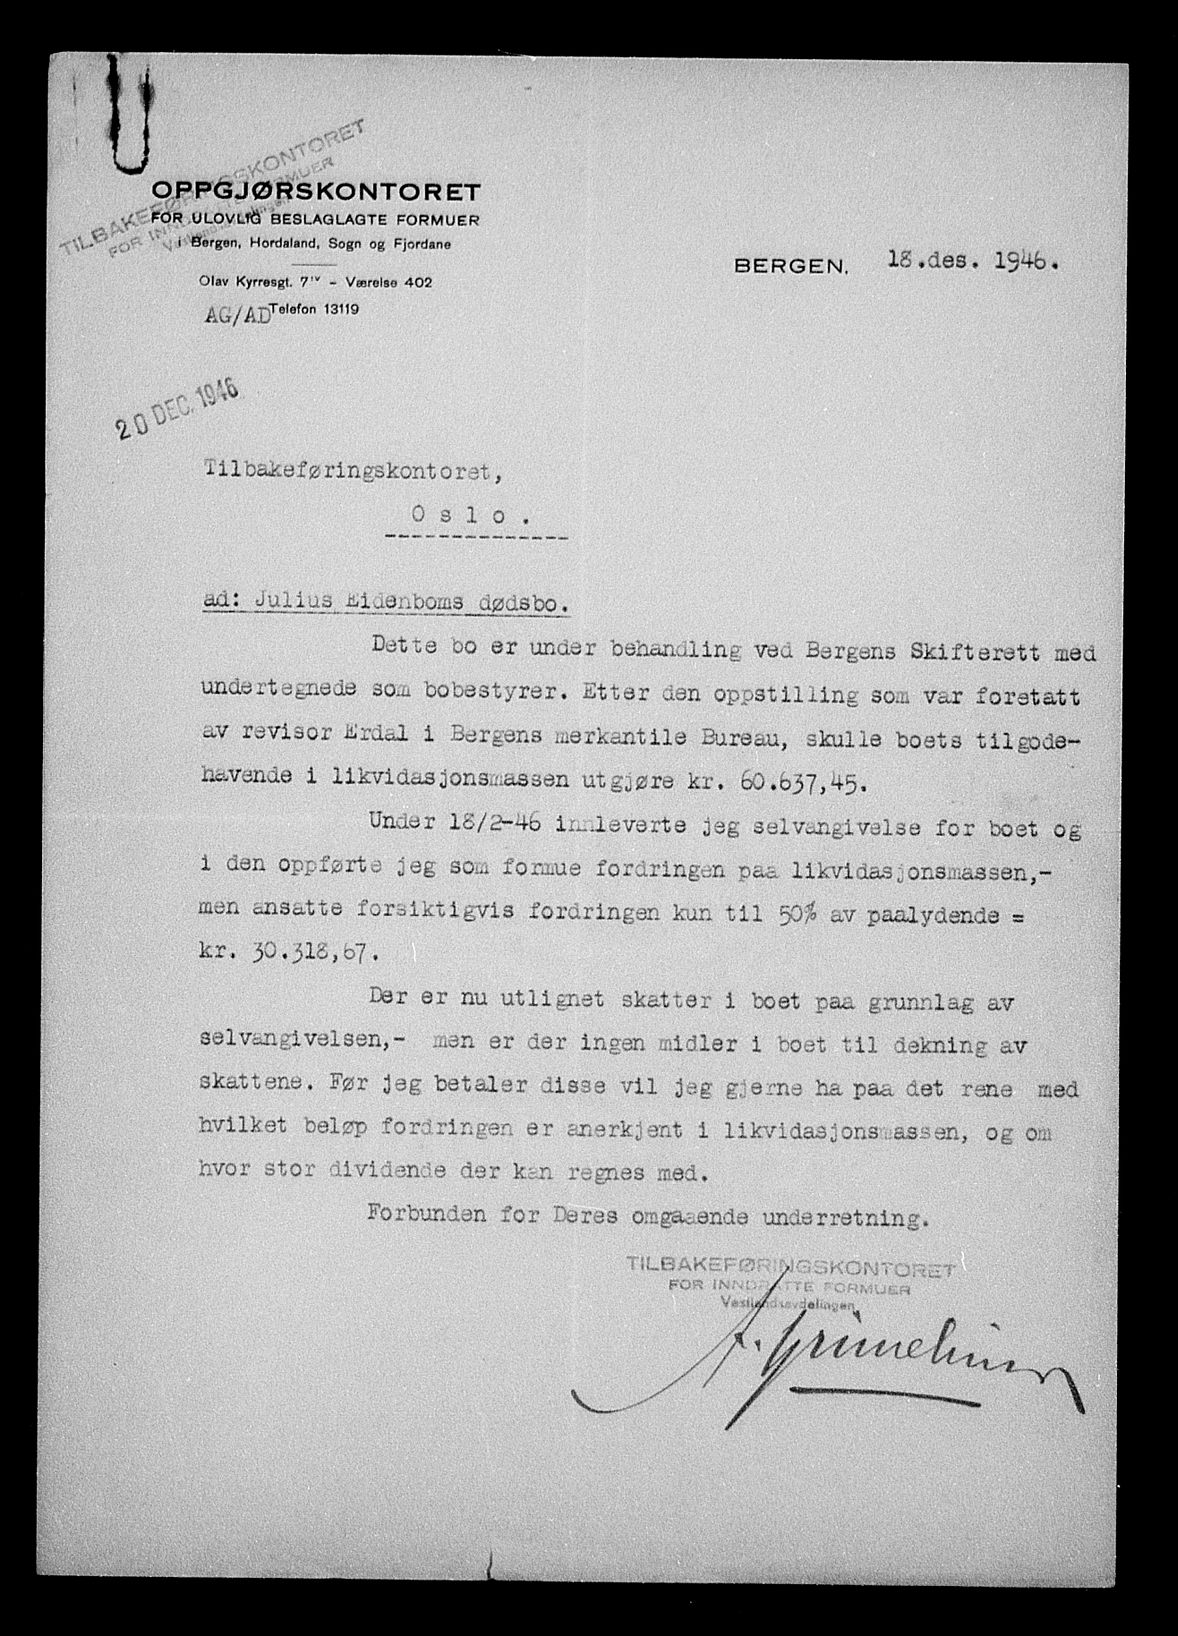 TILBAKEFØRINGSKONTORET
FOR INNDRATTE FORMUER
Vestlandsavdelingen
OPPGJØRSKONTORET
FOR ULOVLIG BESLAGLAGTE FORMUER
i Bergen, Hordaland, Sogn og Fjordane
Olav Kyrresgt. 7IV – Værelse 402
Telefon 13119
AG/AD
BERGEN, 18.des. 1946.
20 DEC. 1946
Tilbakeføringskontoret,
O s l o .
ad: Julius Eidenboms dødsbo.
Dette bo er under behandling ved Bergens Skifterett med
undertegnede som bobestyrer. Etter den oppstilling som var foretatt
av revisor Erdal i Bergens merkantile Bureau, skulle boets tilgode-
havende i likvidasjonsmassen utgjøre kr. 60.637,45.
Under 18/2-46 innleverte jeg selvangivelse for boet og
i den oppførte jeg som formue fordringen paa likvidasjonsmassen,-
men ansatte forsiktigvis fordringen kun til 50% av paalydende =
kr. 30.318,67.
Der er nu utlignet skatter i boet paa grunnlag av
selvangivelsen,- men er der ingen midler i boet til dekning av
skattene. Før jeg betaler disse vil jeg gjerne ha paa det rene med
hvilket beløp fordringen er anerkjent i likvidasjonsmassen, og om
hvor stor dividende der kan regnes med.
Forbunden for Deres omgaaende underretning.
TILBAKEFØRINGSKONTORET
FOR INNDRATTE FORMUER
Vestlandsavdelingen